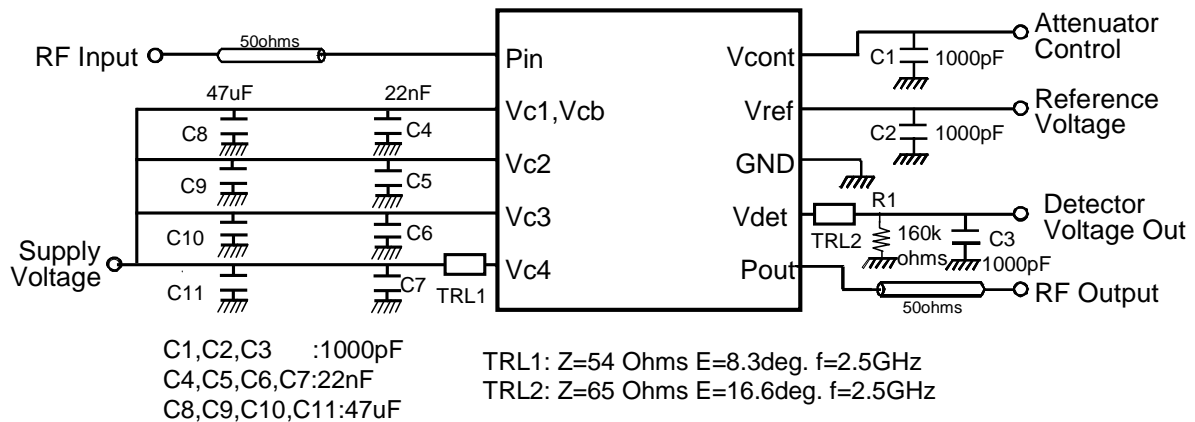 50ohms
RF Input
Pin
47uF
22nF
Vc1,Vcb
C8
C4
Vc2
C9
C5
Vc3
C10
C6
Supply
Voltage
Vc4
C11
C7
TRL1
Vcont
C1
1000pF
Attenuator
Control
Vref
C2
1000pF
Reference
Voltage
GND
Vdet
TRL2
R1
160k
ohms
C3
1000pF
Detector
Voltage Out
Pout
50ohms
RF Output
C1,C2,C3 :1000pF
C4,C5,C6,C7:22nF
C8,C9,C10,C11:47uF
TRL1: Z=54 Ohms E=8.3deg. f=2.5GHz
TRL2: Z=65 Ohms E=16.6deg. f=2.5GHz